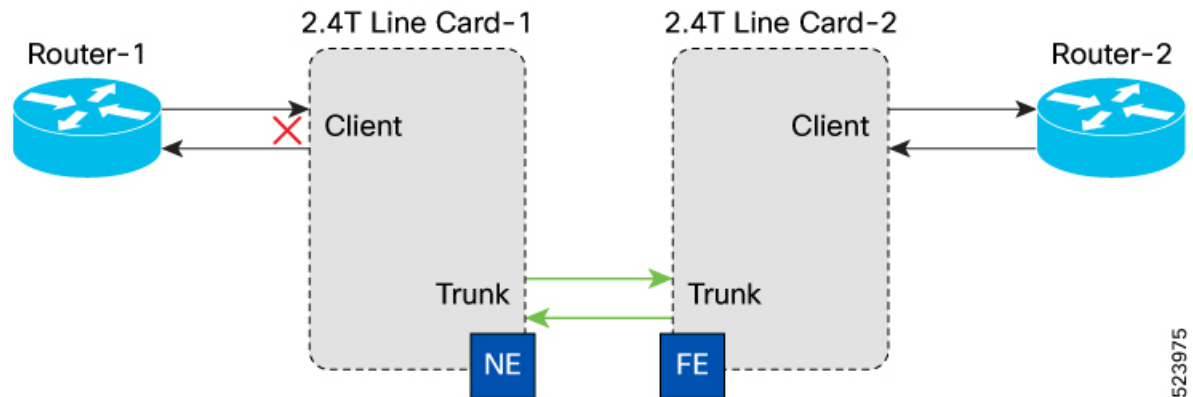 2.4T Line Card-1
2.4T Line Card-2
Router-1
Router-2
Client
Client
Trunk
Trunk
NE
FE
523975